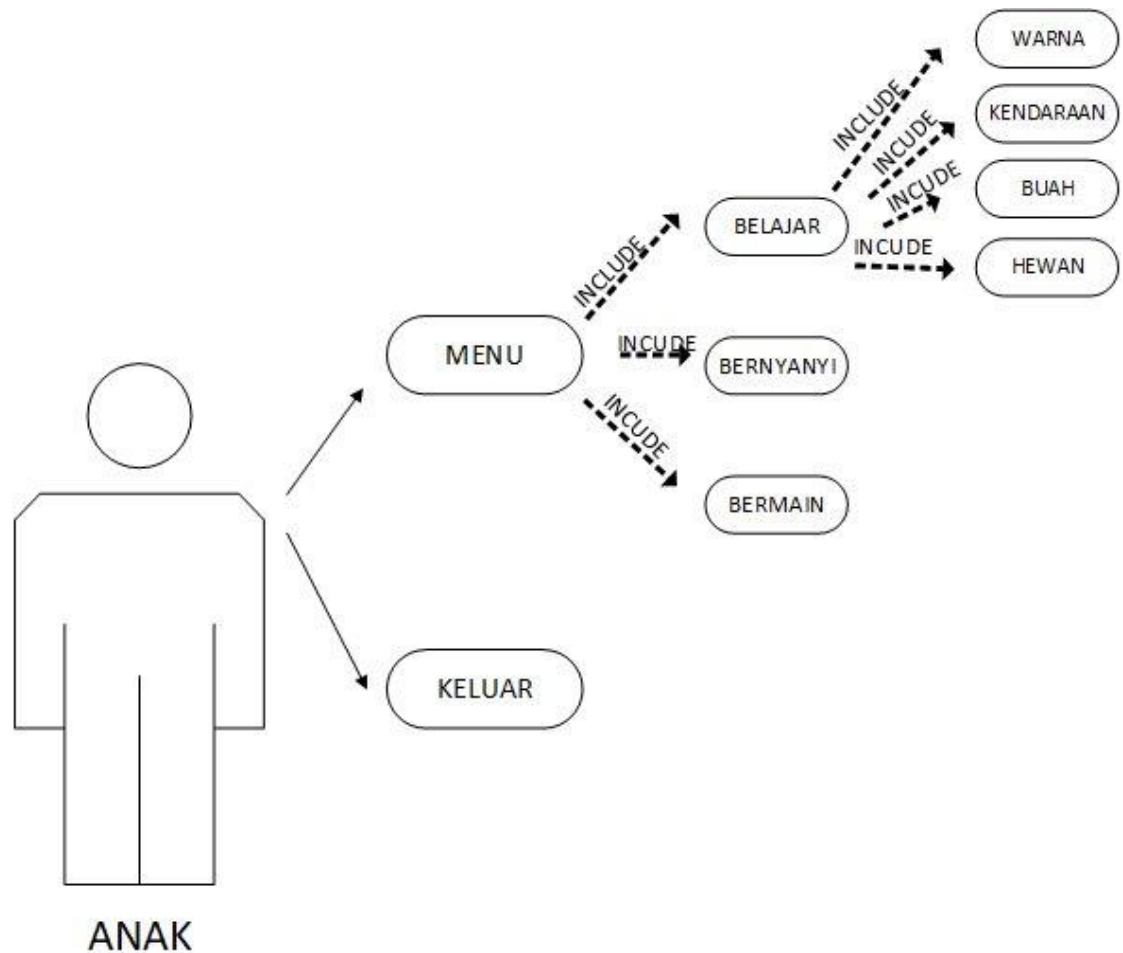 WARNA
INCLUDE
KENDARAAN
INCUDE
BUAH
INCUDE
BELAJAR
INCUDE
HEWAN
INCLUDE
MENU
INCUDE
BERNYANYI
INCUDE
BERMAIN
KELUAR
ANAK